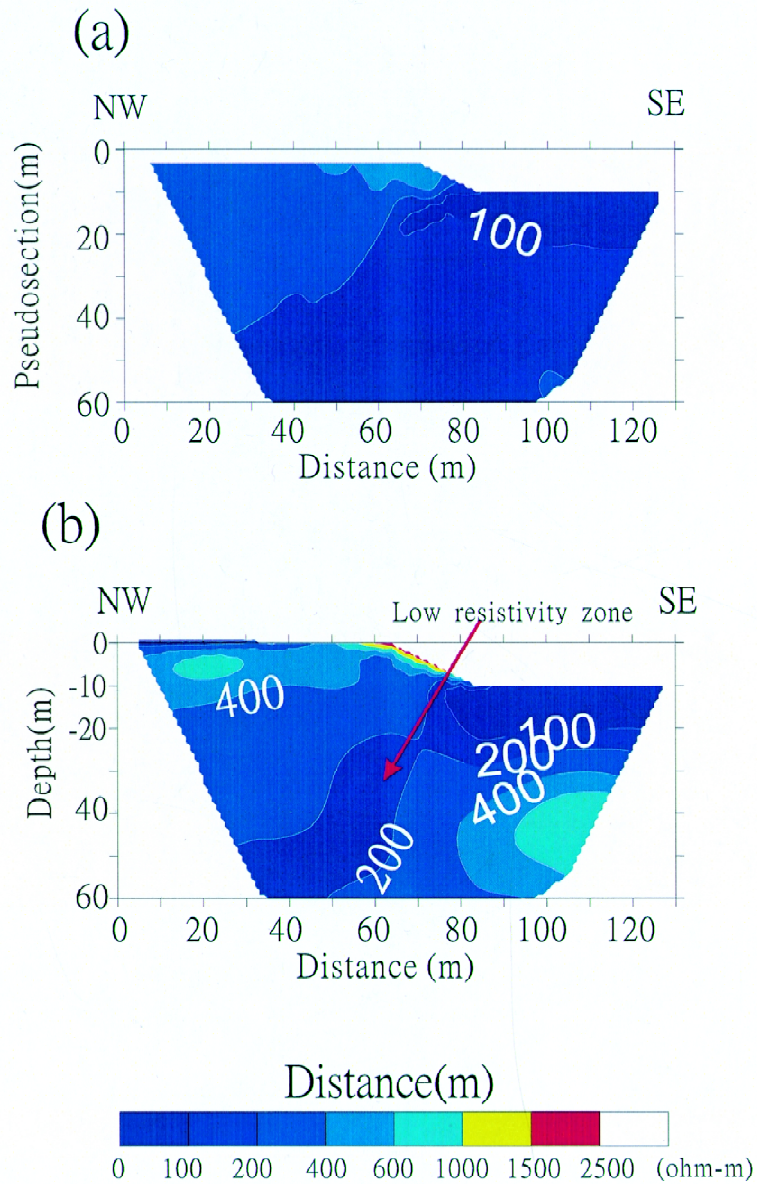 (a)
NW SE
0
20
40
60
Pseudosection(m)
100
0 20 40 60 80 100 120
Distance (m)
(b)
NW SE
Low resistivity zone
0
-10
-20
40
60
Depth(m)
400
100
200
400
200
0 20 40 60 80 100 120
Distance (m)
Distance(m)
0 100 200 400 600 1000 1500 2500 (ohm-m)